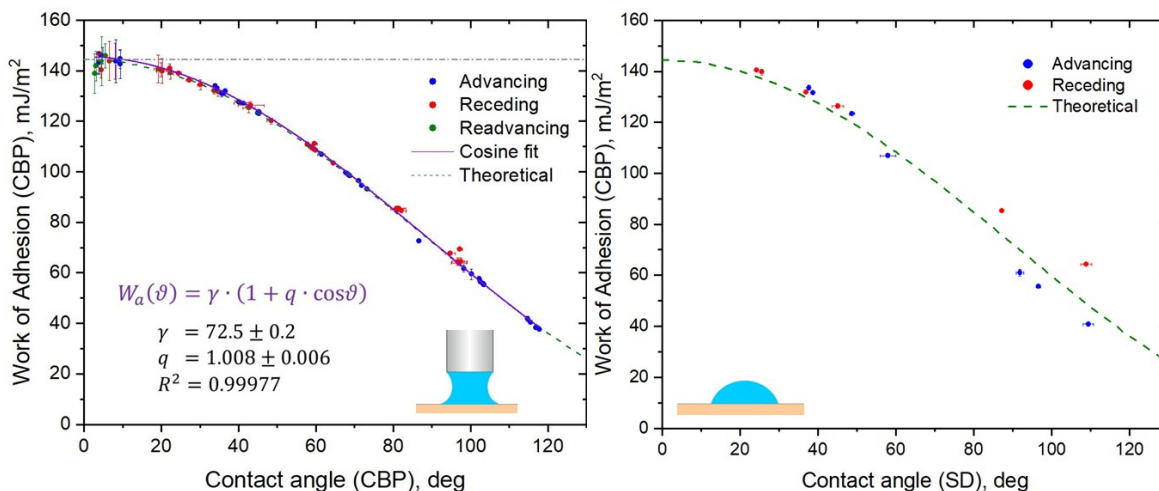 160
140
120
100
80
60
40
20
0
Work of Adhesion (CBP), mJ/m²
Advancing
Receding
Readvancing
Cosine fit
Theoretical
Wₐ(ϑ) = γ · (1 + q · cosϑ)
γ = 72.5 ± 0.2
q = 1.008 ± 0.006
R² = 0.99977
0 20 40 60 80 100 120
Contact angle (CBP), deg
160
140
120
100
80
60
40
20
0
Work of Adhesion (CBP), mJ/m²
Advancing
Receding
Theoretical
0 20 40 60 80 100 120
Contact angle (SD), deg